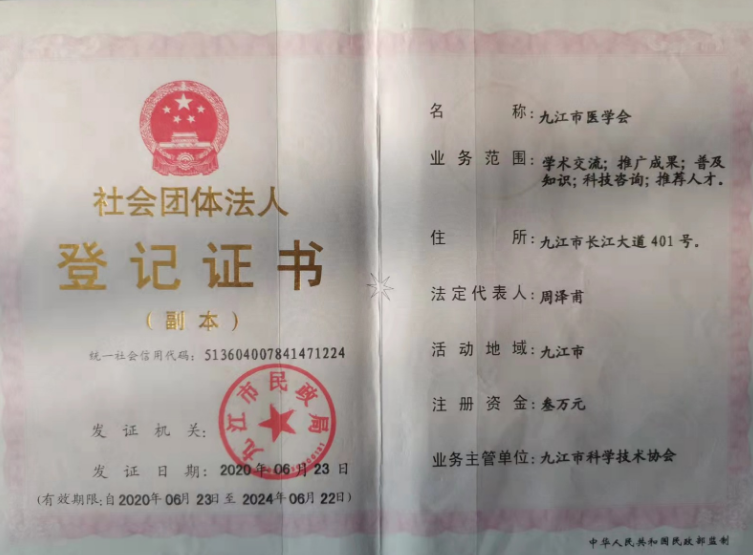 社会团体法人
登记证书
(副本)
统一社会信用代码: 513604007841471224
发证机关:
九江市民政局
发证日期: 2020年06月23日
(有效期限:自2020年06月23日至2024年06月22日)
名称: 九江市医学会
业务范围: 学术交流; 推广成果; 普及
知识; 科技咨询; 推荐人才。
住所: 九江市长江大道401号。
法定代表人: 周泽甫
活动地域: 九江市
注册资金: 叁万元
业务主管单位: 九江市科学技术协会
中华人民共和国民政部监制